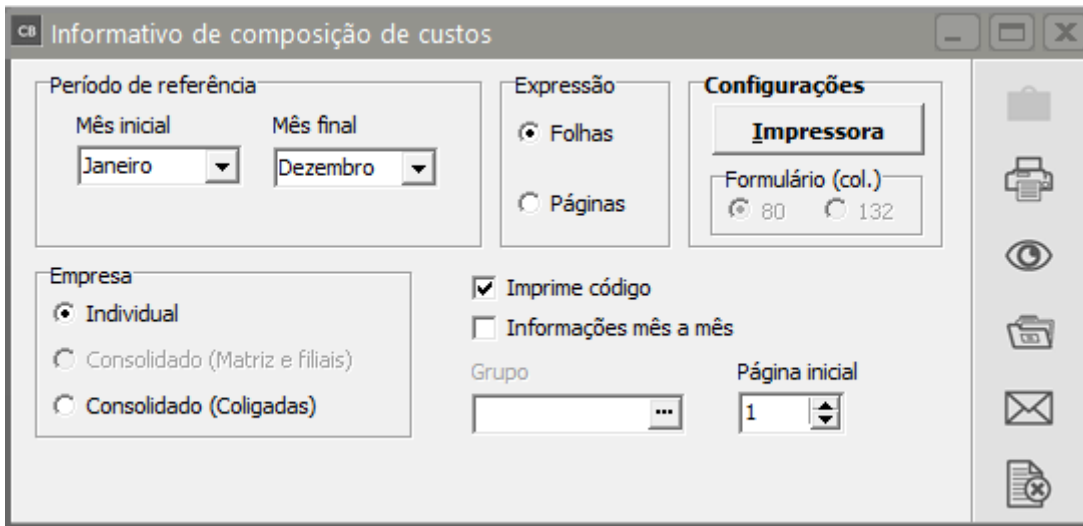 CB Informativo de composição de custos
Período de referência
Mês inicial Mês final
Janeiro Dezembro
Expressão
Folhas
Páginas
Configurações
Impressora
Formulário (col.)
80 132
Empresa
Individual
Consolidado (Matriz e filiais)
Consolidado (Coligadas)
Imprime código
Informações mês a mês
Grupo Página inicial
... 1